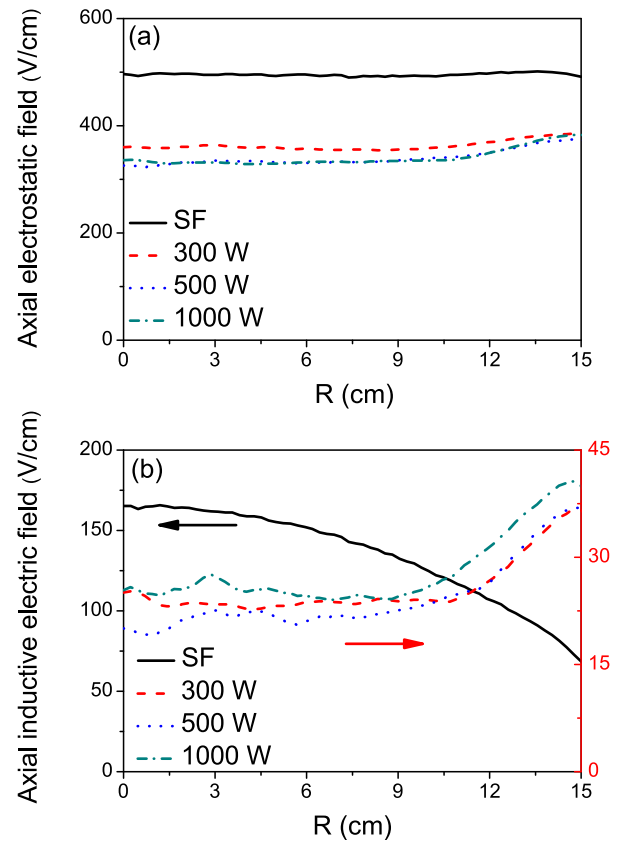 (a)
Axial electrostatic field (V/cm)
600
400
200
0
SF
300 W
500 W
1000 W
0 3 6 9 12 15
R (cm)
(b)
Axial inductive electric field (V/cm)
200
150
100
50
0
45
30
15
0
SF
300 W
500 W
1000 W
0 3 6 9 12 15
R (cm)